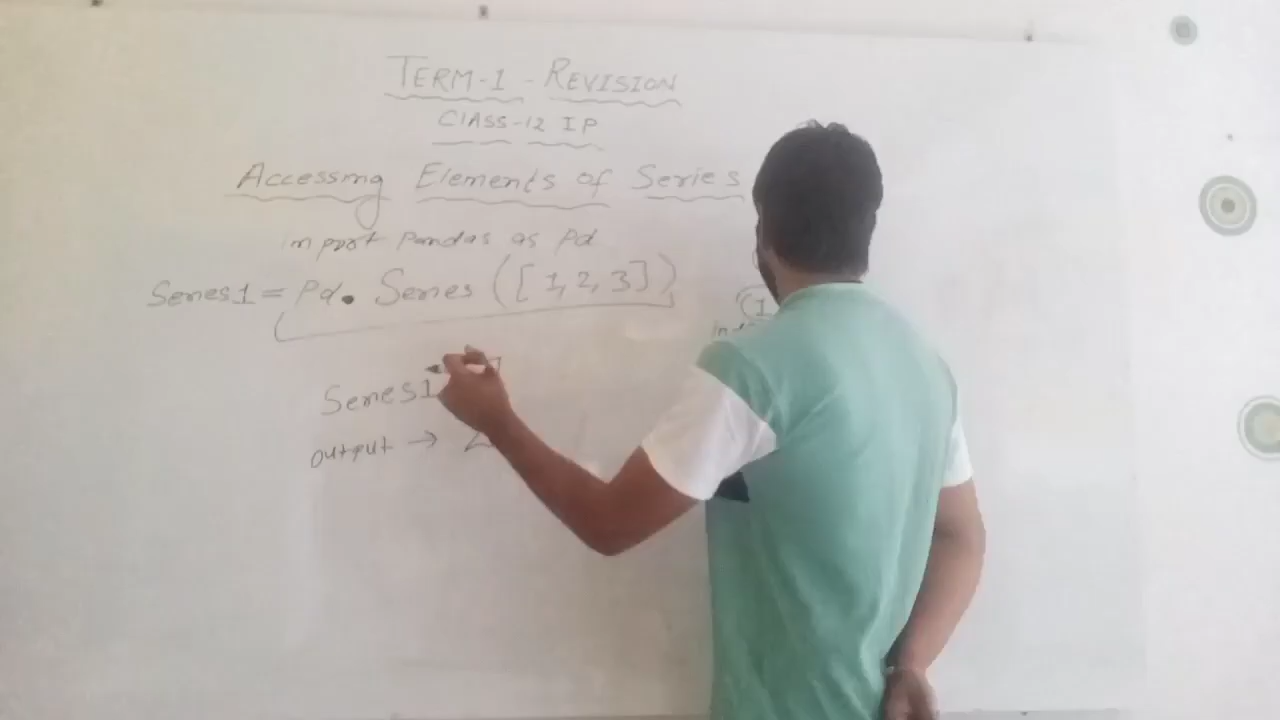 TERM-1 - REVISION
CLASS-12 IP
Accessing Elements of Series
import Pandas as Pd
Series1 = Pd. Series ([1,2,3])
(1
Series1
output →